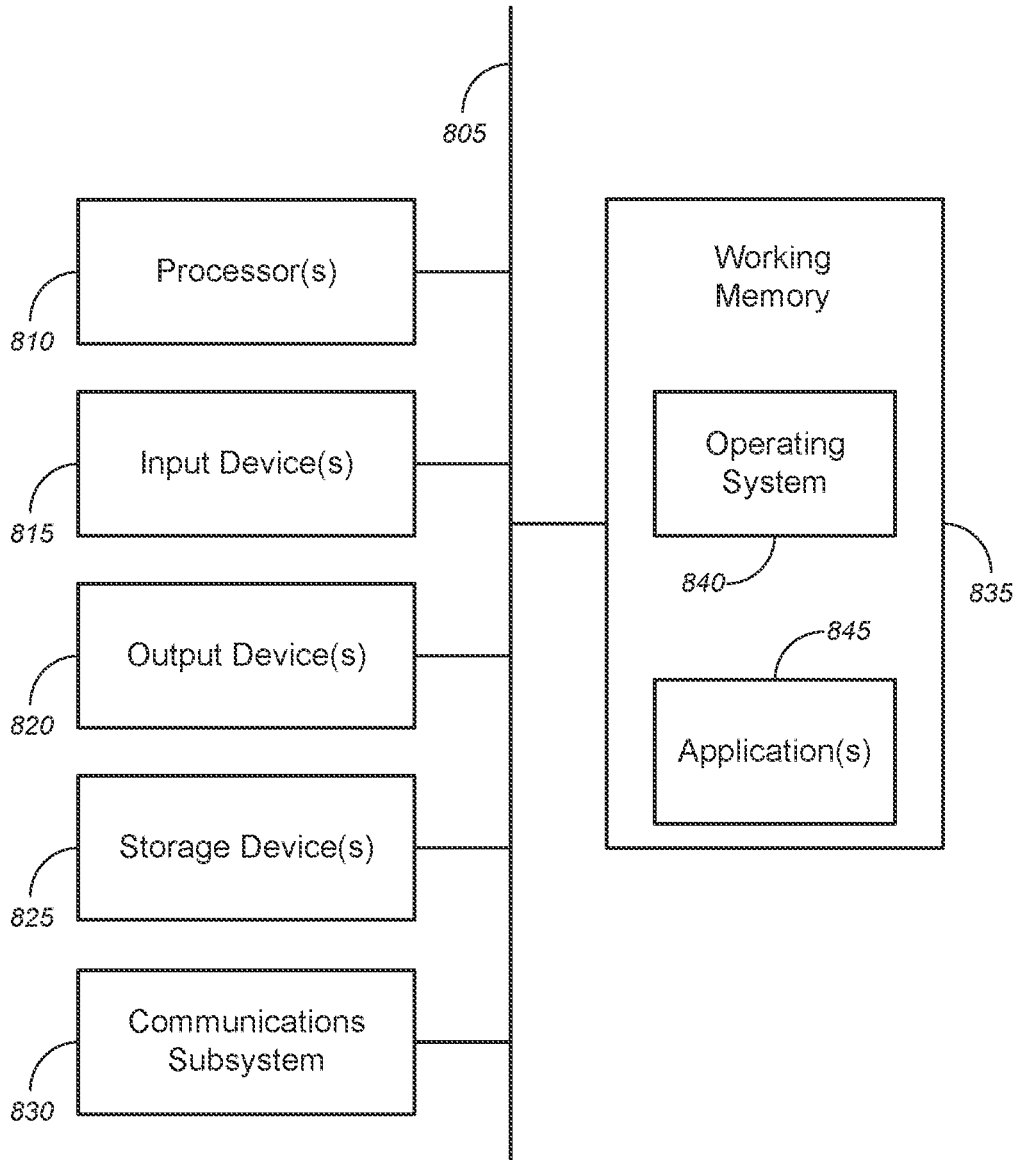 805
Processor(s)
810
Input Device(s)
815
Output Device(s)
820
Storage Device(s)
825
Communications
Subsystem
830
Working
Memory
Operating
System
840
835
845
Application(s)